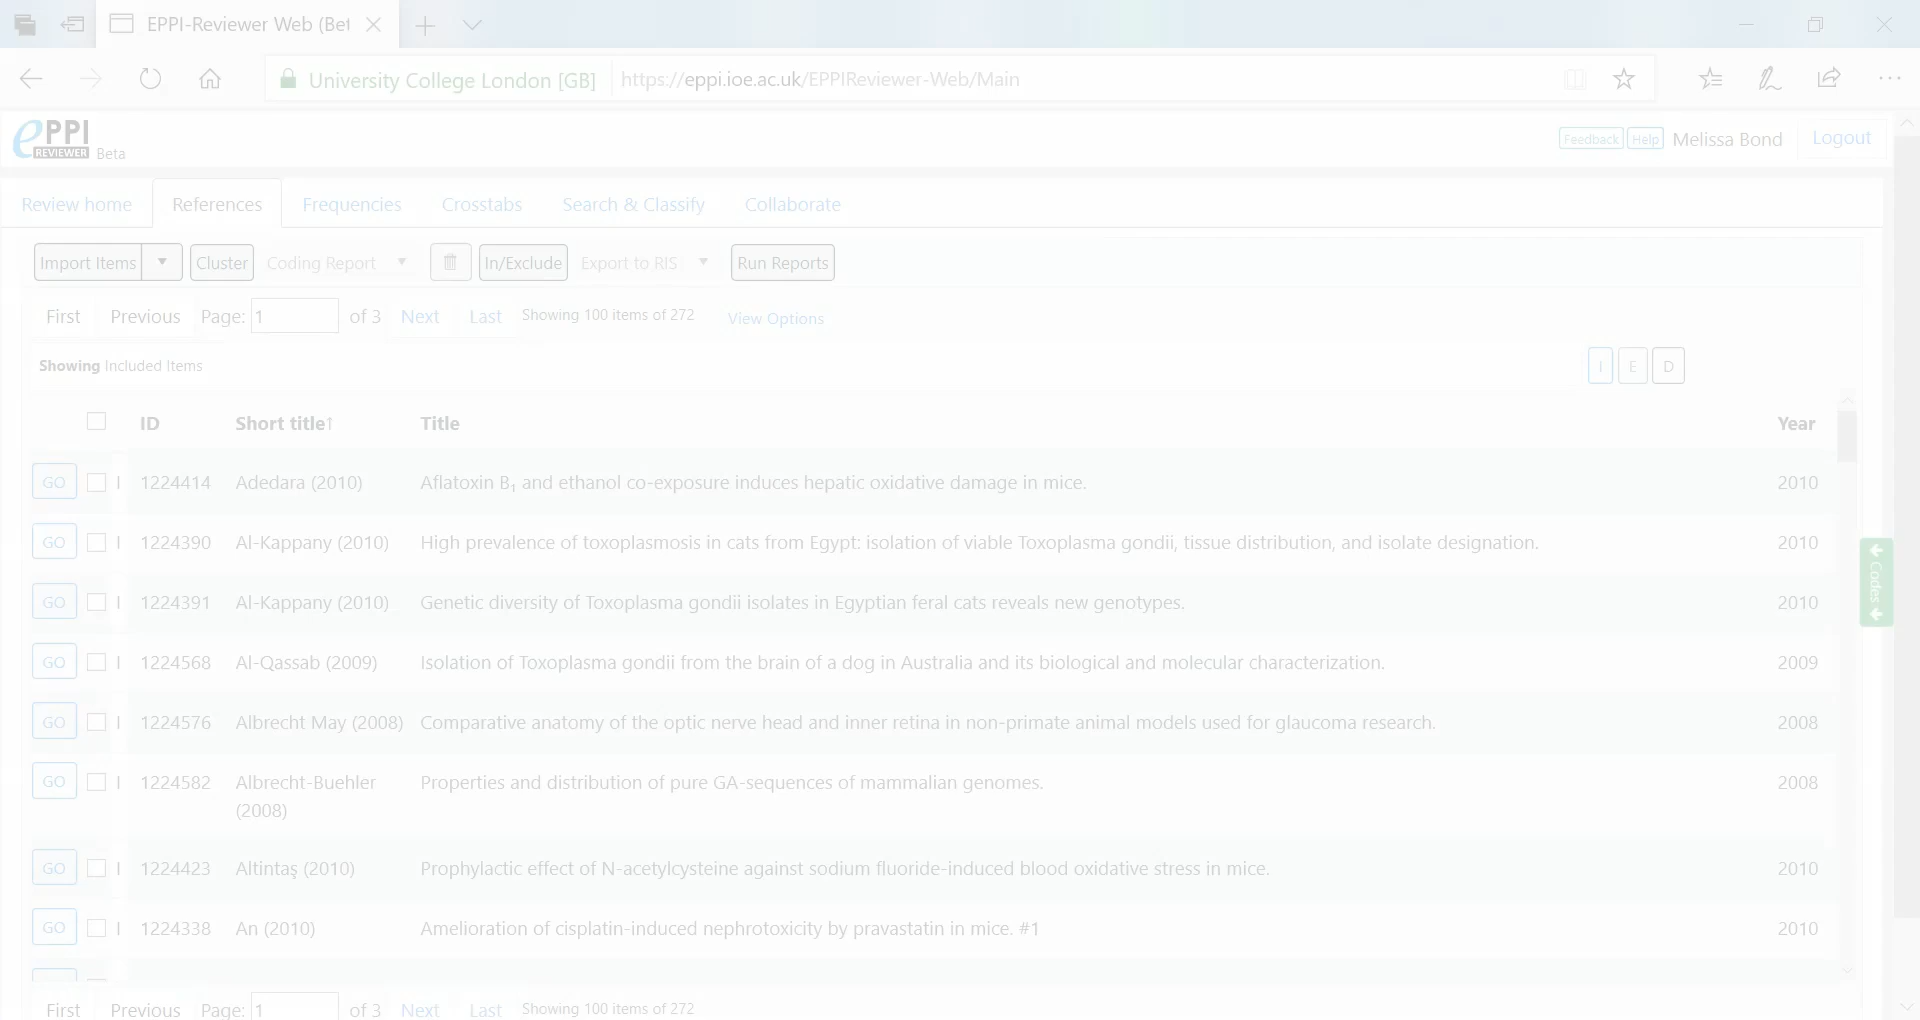 EPPI-Reviewer Web (Bet
University College London [GB] https://eppi.ioe.ac.uk/EPPIReviewer-Web/Main
ePPI REVIEWER Beta Feedback Help Melissa Bond Logout
Review home References Frequencies Crosstabs Search & Classify Collaborate
Import Items Cluster Coding Report In/Exclude Export to RIS Run Reports
First Previous Page: 1 of 3 Next Last Showing 100 items of 272 View Options
Showing Included Items I E D
ID Short title↑ Title Year
GO I 1224414 Adedara (2010) Aflatoxin B₁ and ethanol co-exposure induces hepatic oxidative damage in mice. 2010
GO I 1224390 Al-Kappany (2010) High prevalence of toxoplasmosis in cats from Egypt: isolation of viable Toxoplasma gondii, tissue distribution, and isolate designation. 2010
← Codes ←
GO I 1224391 Al-Kappany (2010) Genetic diversity of Toxoplasma gondii isolates in Egyptian feral cats reveals new genotypes. 2010
GO I 1224568 Al-Qassab (2009) Isolation of Toxoplasma gondii from the brain of a dog in Australia and its biological and molecular characterization. 2009
GO I 1224576 Albrecht May (2008) Comparative anatomy of the optic nerve head and inner retina in non-primate animal models used for glaucoma research. 2008
GO I 1224582 Albrecht-Buehler Properties and distribution of pure GA-sequences of mammalian genomes. 2008
(2008)
GO I 1224423 Altintaş (2010) Prophylactic effect of N-acetylcysteine against sodium fluoride-induced blood oxidative stress in mice. 2010
GO I 1224338 An (2010) Amelioration of cisplatin-induced nephrotoxicity by pravastatin in mice. #1 2010
First Previous Page: 1 of 3 Next Last Showing 100 items of 272